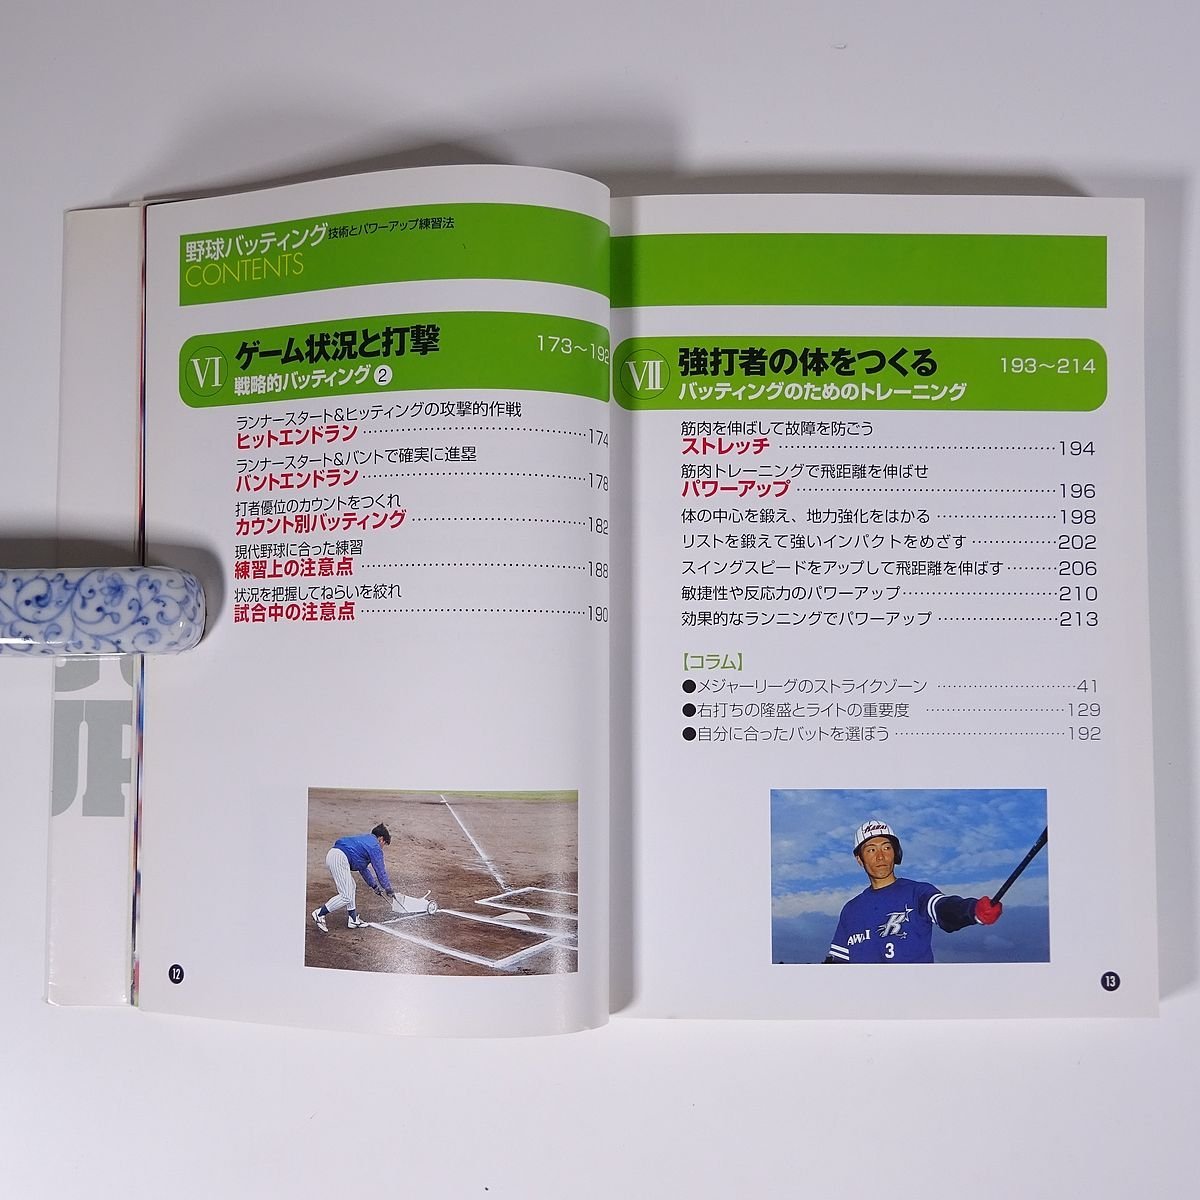 野球バッティング技術とパワーアップ練習法
CONTENTS
VI ゲーム状況と打撃 173〜192
戦略的バッティング②
ランナースタート&ヒッティングの攻撃的作戦
ヒットエンドラン 174
ランナースタート&バントで確実に進塁
バントエンドラン 178
打者優位のカウントをつくれ
カウント別バッティング 182
現代野球に合った練習
練習上の注意点 188
状況を把握してねらいを絞れ
試合中の注意点 190
12
VII 強打者の体をつくる 193〜214
バッティングのためのトレーニング
筋肉を伸ばして故障を防ごう
ストレッチ 194
筋肉トレーニングで飛距離を伸ばせ
パワーアップ 196
体の中心を鍛え、地力強化をはかる 198
リストを鍛えて強いインパクトをめざす 202
スイングスピードをアップして飛距離を伸ばす 206
敏捷性や反応力のパワーアップ 210
効果的なランニングでパワーアップ 213
【コラム】
●メジャーリーグのストライクゾーン 41
●右打ちの隆盛とライトの重要度 129
●自分に合ったバットを選ぼう 192
KAWAI
AWAI
K
3
13